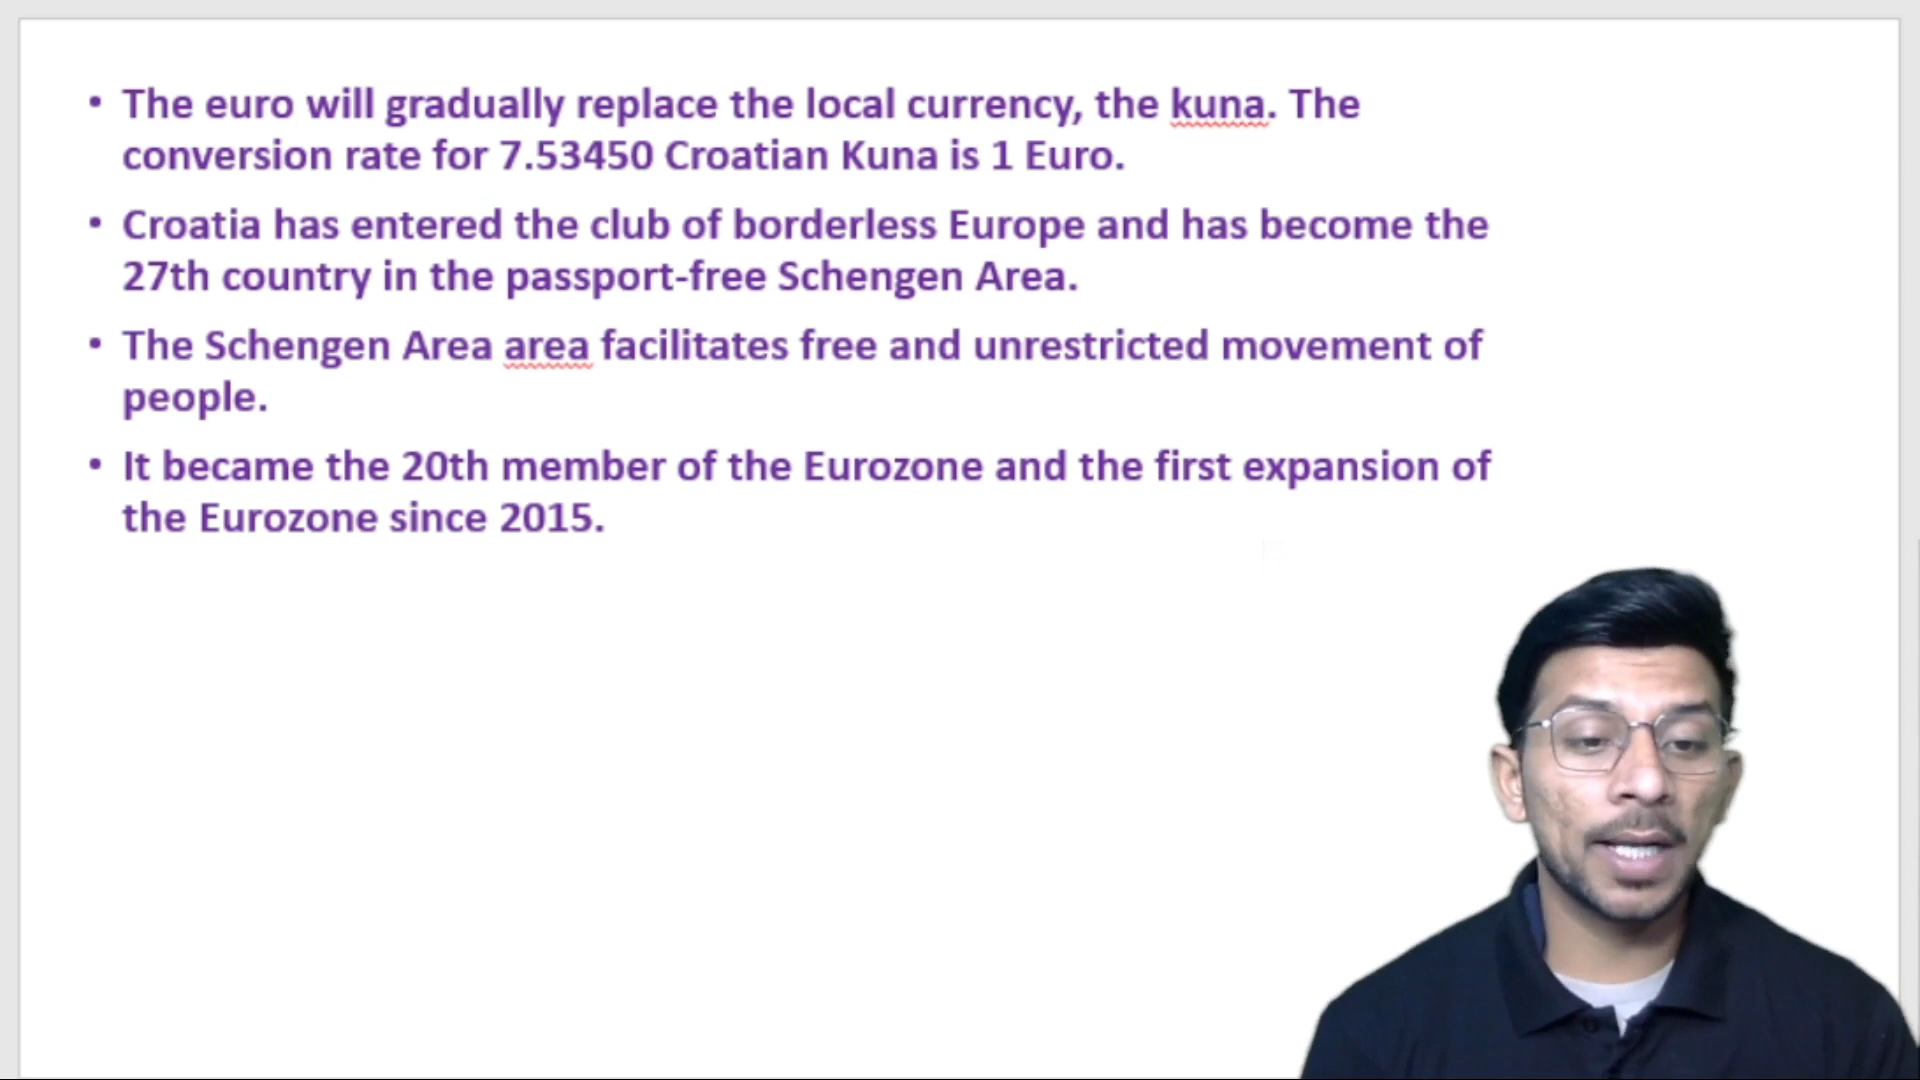 • The euro will gradually replace the local currency, the kuna. The
conversion rate for 7.53450 Croatian Kuna is 1 Euro.
• Croatia has entered the club of borderless Europe and has become the
27th country in the passport-free Schengen Area.
• The Schengen Area area facilitates free and unrestricted movement of
people.
• It became the 20th member of the Eurozone and the first expansion of
the Eurozone since 2015.